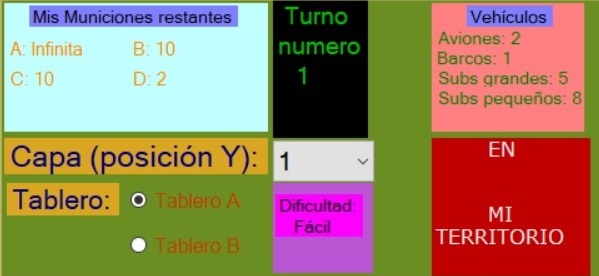 Mis Municiones restantes
A: Infinita
B: 10
C: 10
D: 2
Turno
numero
1
Vehículos
Aviones: 2
Barcos: 1
Subs grandes: 5
Subs pequeños: 8
Capa (posición Y):
1
Tablero:
Tablero A
Tablero B
Dificultad:
Fácil
EN
MI
TERRITORIO